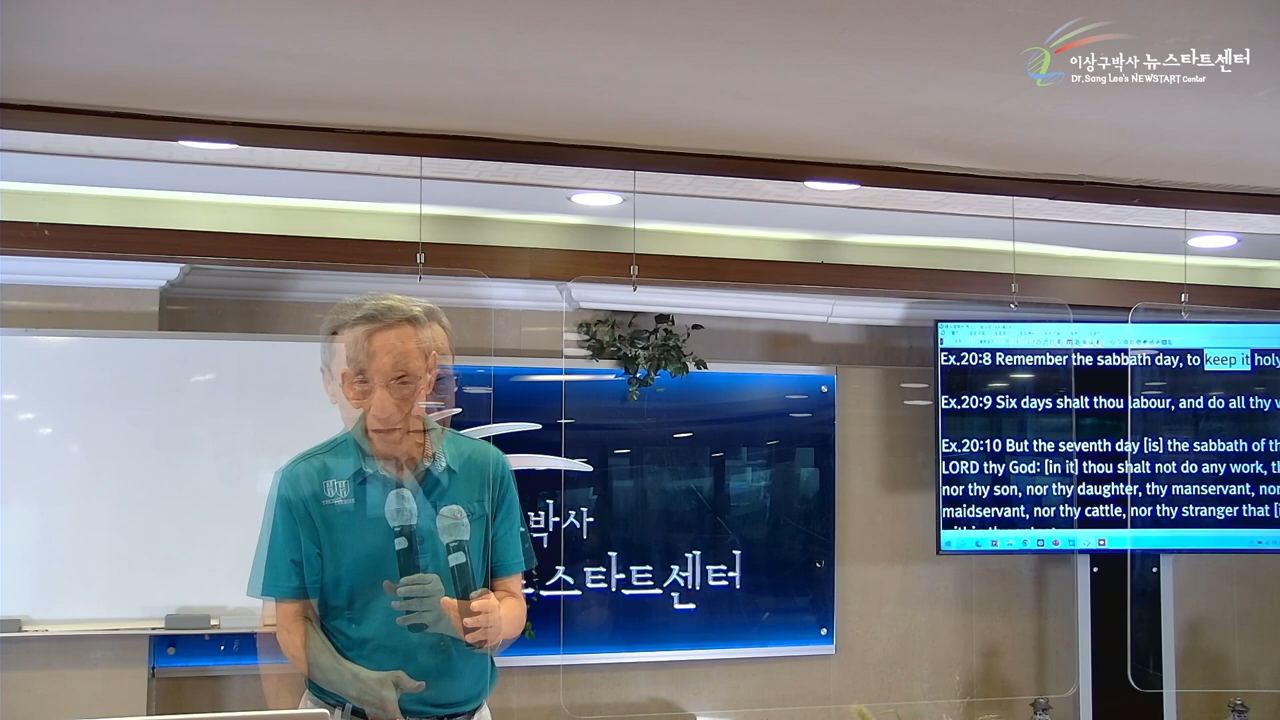 이상구박사 뉴스타트센터
Dr. Sang Lee's NEWSTART Center
Ex.20:8 Remember the sabbath day, to keep it holy
Ex.20:9 Six days shalt thou labour, and do all thy
Ex.20:10 But the seventh day [is] the sabbath of
LORD thy God: [in it] thou shalt not do any work,
nor thy son, nor thy daughter, thy manservant, nor
maidservant, nor thy cattle, nor thy stranger that
박사
스타트센터